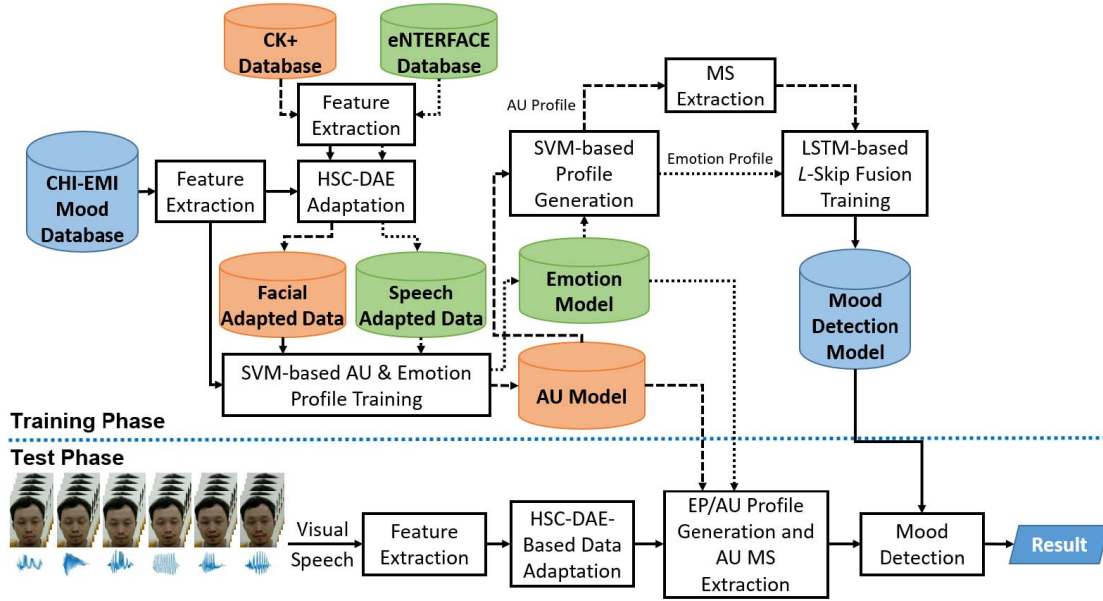 CK+
Database
eNTERFACE
Database
MS
Extraction
AU Profile
Feature
Extraction
CHI-EMI
Mood
Database
Feature
Extraction
HSC-DAE
Adaptation
SVM-based
Profile
Generation
Emotion Profile
LSTM-based
L-Skip Fusion
Training
Facial
Adapted Data
Speech
Adapted Data
Emotion
Model
Mood
Detection
Model
SVM-based AU & Emotion
Profile Training
AU Model
Training Phase
Test Phase
Visual
Speech
Feature
Extraction
HSC-DAE-
Based Data
Adaptation
EP/AU Profile
Generation and
AU MS
Extraction
Mood
Detection
Result